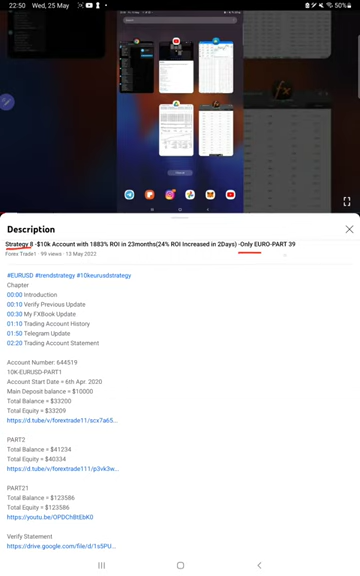 22:50 Wed, 25 May
50%
Description
Strategy 8 -$10k Account with 1883% ROI in 23months(24% ROI Increased in 2Days) -Only EURO-PART 39
Forex Trade1 · 99 views · 13 May 2022
#EURUSD #trendstrategy #10keurusdstrategy
Chapter
00:00 Introduction
00:10 Verify Previous Update
00:30 My FXBook Update
01:10 Trading Account History
01:50 Telegram Update
02:20 Trading Account Statement
Account Number: 644519
10K-EURUSD-PART1
Account Start Date = 6th Apr. 2020
Main Deposit balance = $10000
Total Balance = $33200
Total Equity = $33209
https://d.tube/v/forextrade11/scx7a65...
PART2
Total Balance = $41234
Total Equity = $40334
https://d.tube/v/forextrade111/p3vk3w...
PART21
Total Balance = $123586
Total Equity = $123586
https://youtu.be/OPDCNBtEbK0
Verify Statement
https://drive.google.com/file/d/1s5PU...